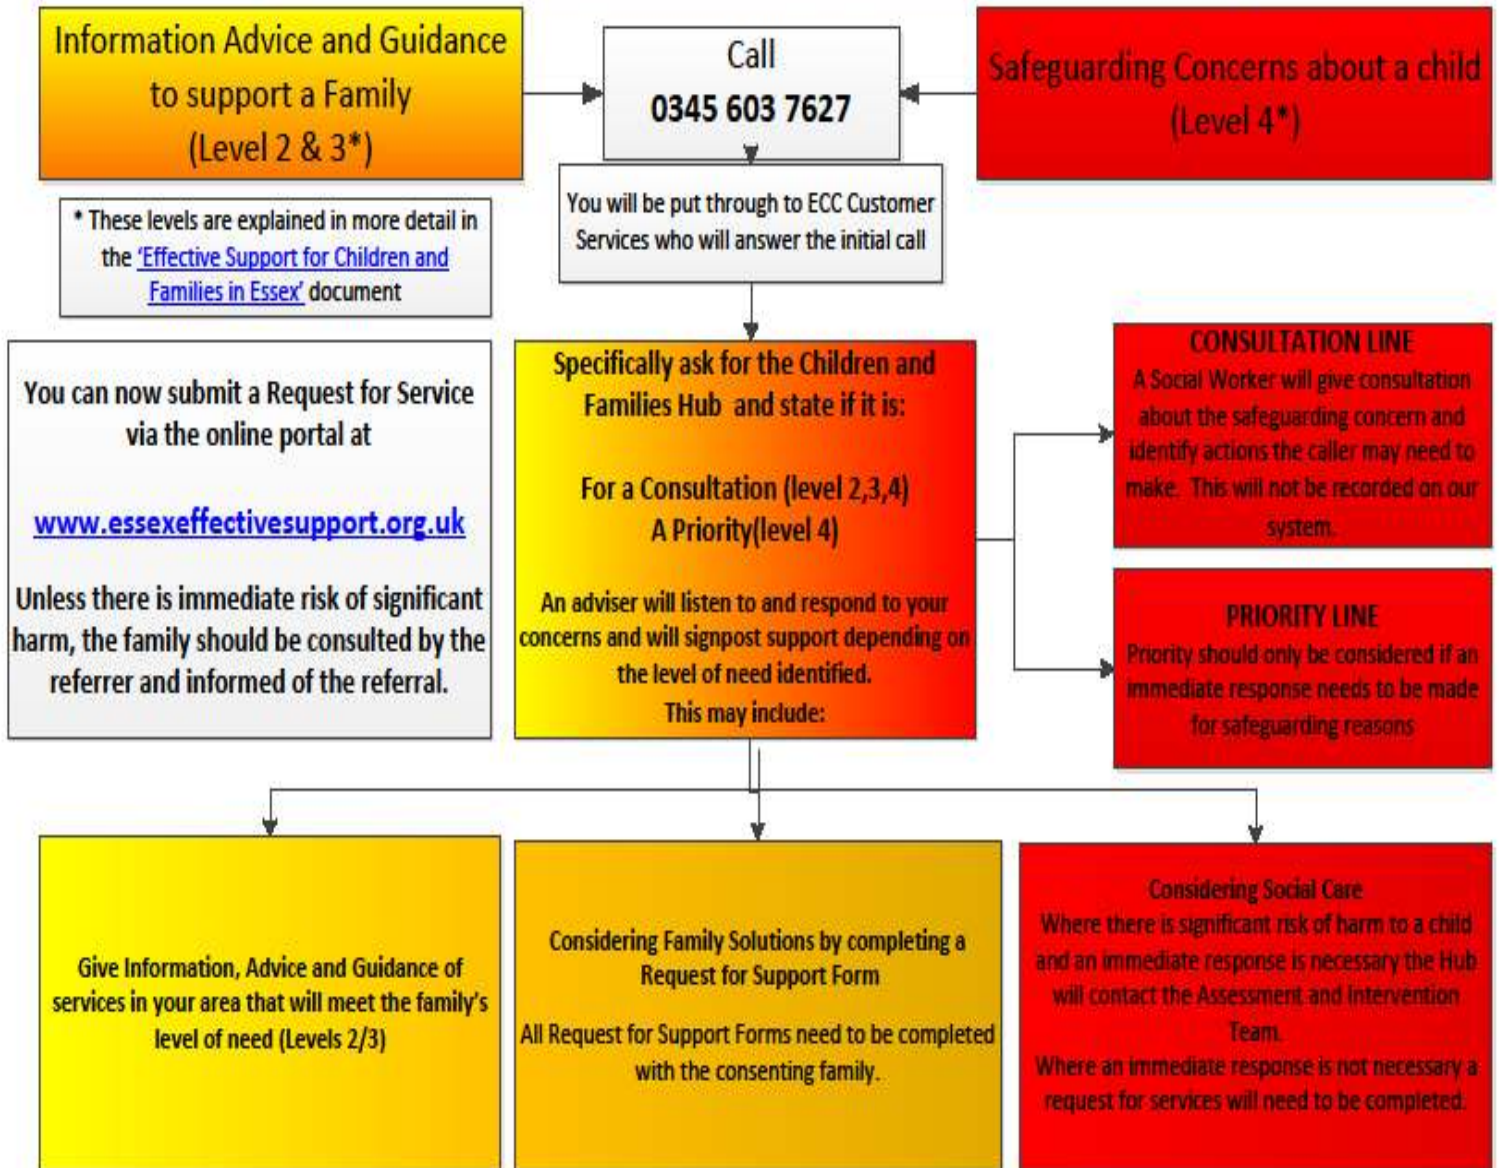 Information Advice and Guidance
to support a Family
(Level 2 & 3*)
Call
0345 603 7627
Safeguarding Concerns about a child
(Level 4*)
* These levels are explained in more detail in
the 'Effective Support for Children and
Families in Essex' document
You will be put through to ECC Customer
Services who will answer the initial call
You can now submit a Request for Service
via the online portal at
www.essexeffectivesupport.org.uk
Unless there is immediate risk of significant
harm, the family should be consulted by the
referrer and informed of the referral.
Specifically ask for the Children and
Families Hub and state if it is:
For a Consultation (level 2,3,4)
A Priority(level 4)
An adviser will listen to and respond to your
concerns and will signpost support depending on
the level of need identified.
This may include:
CONSULTATION LINE
A Social Worker will give consultation
about the safeguarding concern and
identify actions the caller may need to
make. This will not be recorded on our
system.
PRIORITY LINE
Priority should only be considered if an
immediate response needs to be made
for safeguarding reasons
Give Information, Advice and Guidance of
services in your area that will meet the family's
level of need (Levels 2/3)
Considering Family Solutions by completing a
Request for Support Form
All Request for Support Forms need to be completed
with the consenting family.
Considering Social Care
Where there is significant risk of harm to a child
and an immediate response is necessary the Hub
will contact the Assessment and Intervention
Team.
Where an immediate response is not necessary a
request for services will need to be completed.